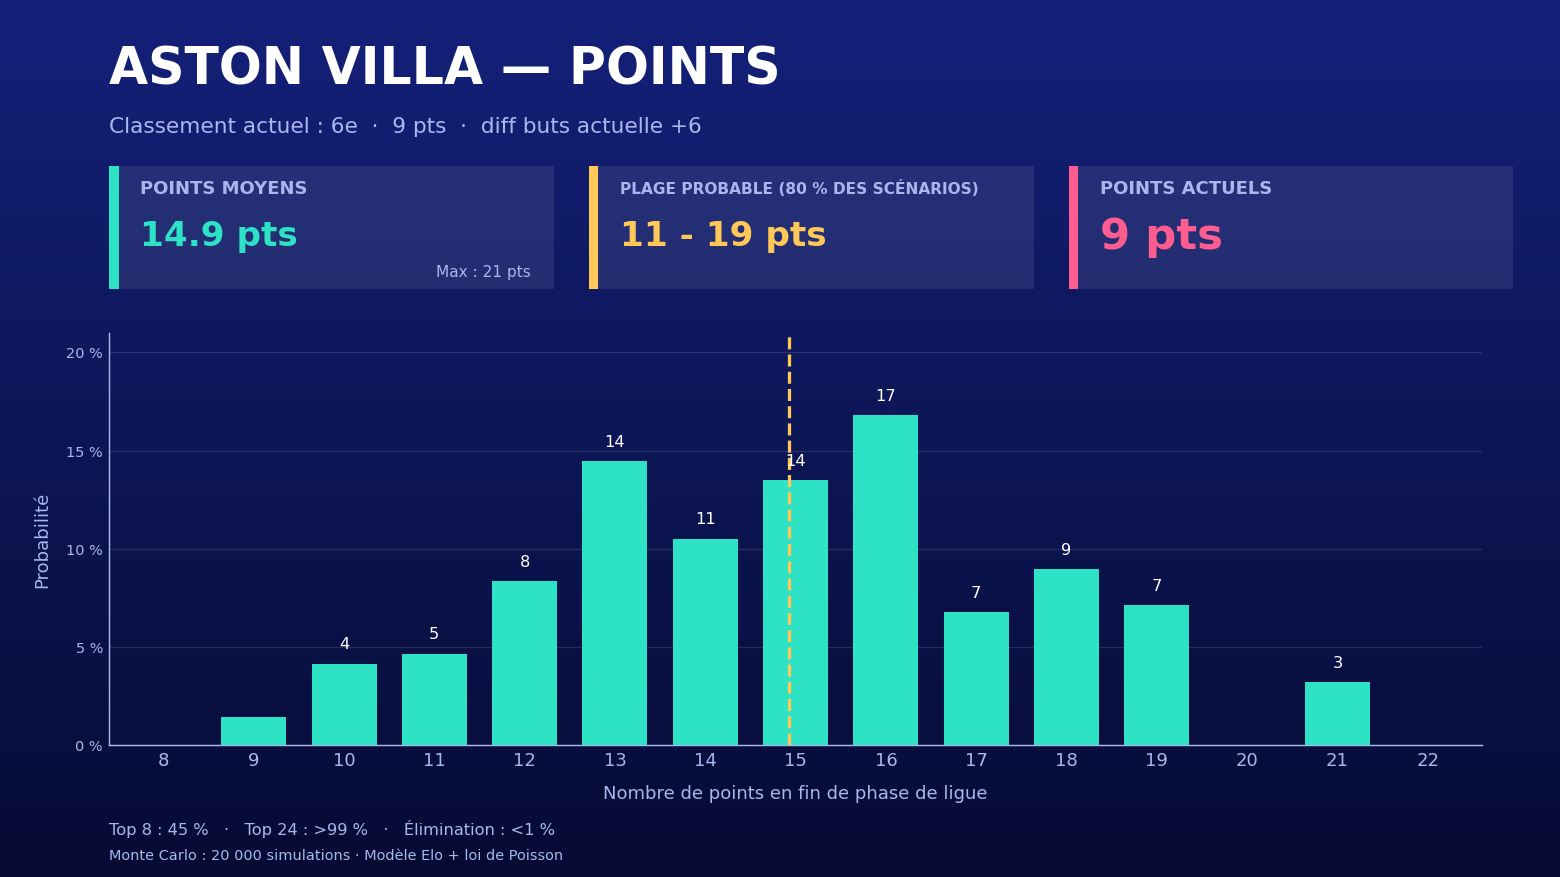 ASTON VILLA — POINTS
Classement actuel : 6e · 9 pts · diff buts actuelle +6
POINTS MOYENS
14.9 pts
Max : 21 pts
PLAGE PROBABLE (80 % DES SCÉNARIOS)
11 - 19 pts
POINTS ACTUELS
9 pts
Probabilité
20 %
15 %
10 %
5 %
0 %
4
5
8
14
11
14
17
7
9
7
3
8 9 10 11 12 13 14 15 16 17 18 19 20 21 22
Nombre de points en fin de phase de ligue
Top 8 : 45 % · Top 24 : >99 % · Élimination : <1 %
Monte Carlo : 20 000 simulations · Modèle Elo + loi de Poisson